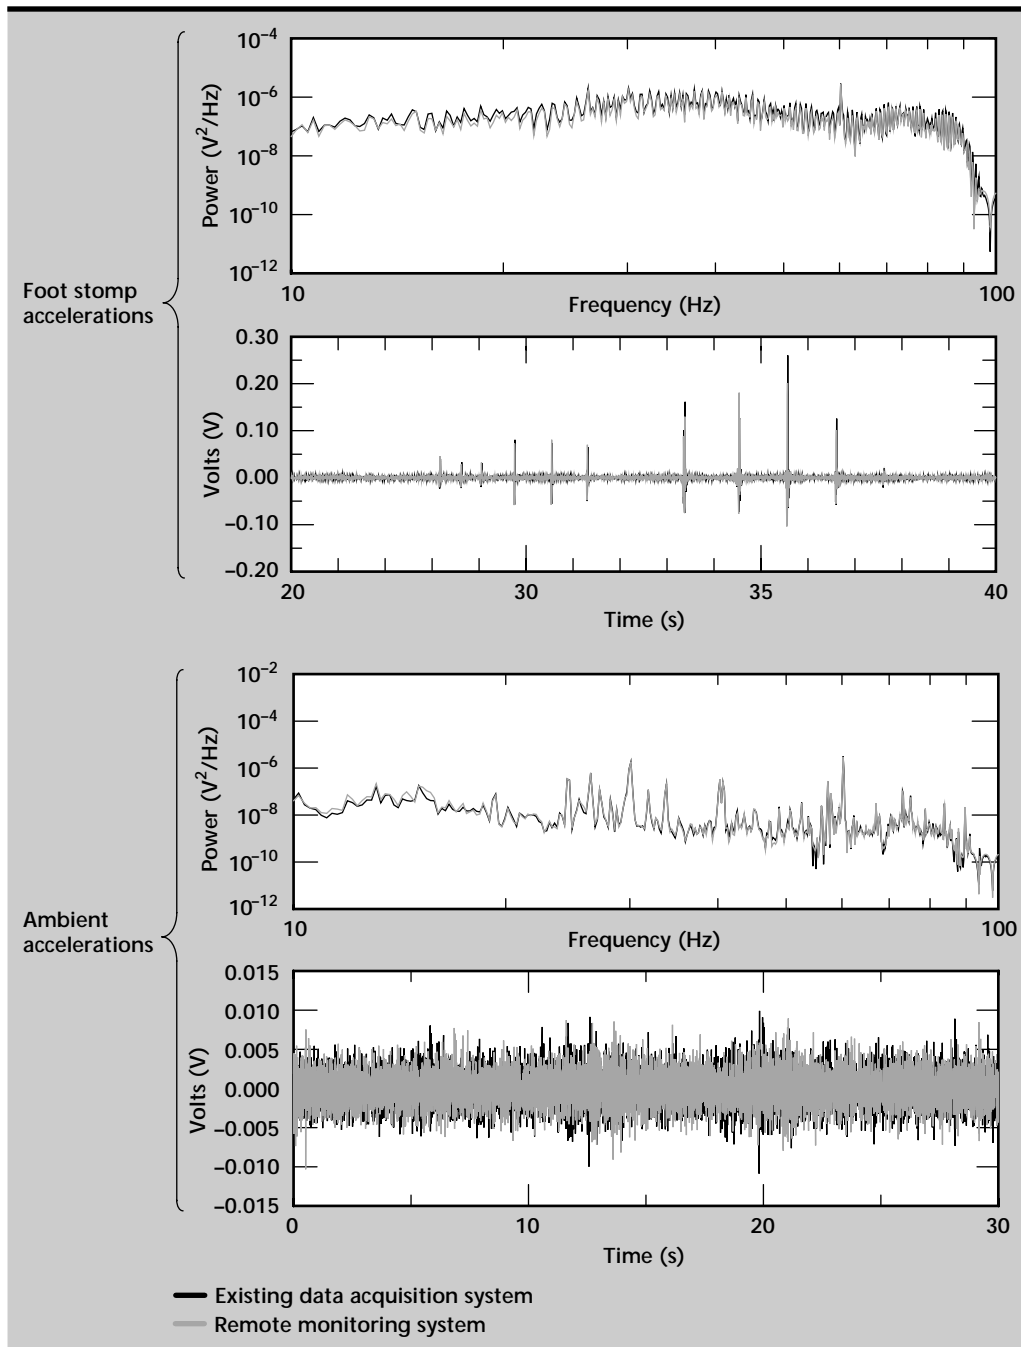 10⁻⁴
10⁻⁶
10⁻⁸
10⁻¹⁰
10⁻¹²
Power (V²/Hz)
10
100
Frequency (Hz)
Foot stomp
accelerations
0.30
0.20
0.10
0.00
–0.10
–0.20
Volts (V)
20
30
35
40
Time (s)
10⁻²
10⁻⁴
10⁻⁶
10⁻⁸
10⁻¹⁰
10⁻¹²
Power (V²/Hz)
10
100
Frequency (Hz)
Ambient
accelerations
0.015
0.010
0.005
0.000
–0.005
–0.010
–0.015
Volts (V)
0
10
20
30
Time (s)
Existing data acquisition system
Remote monitoring system